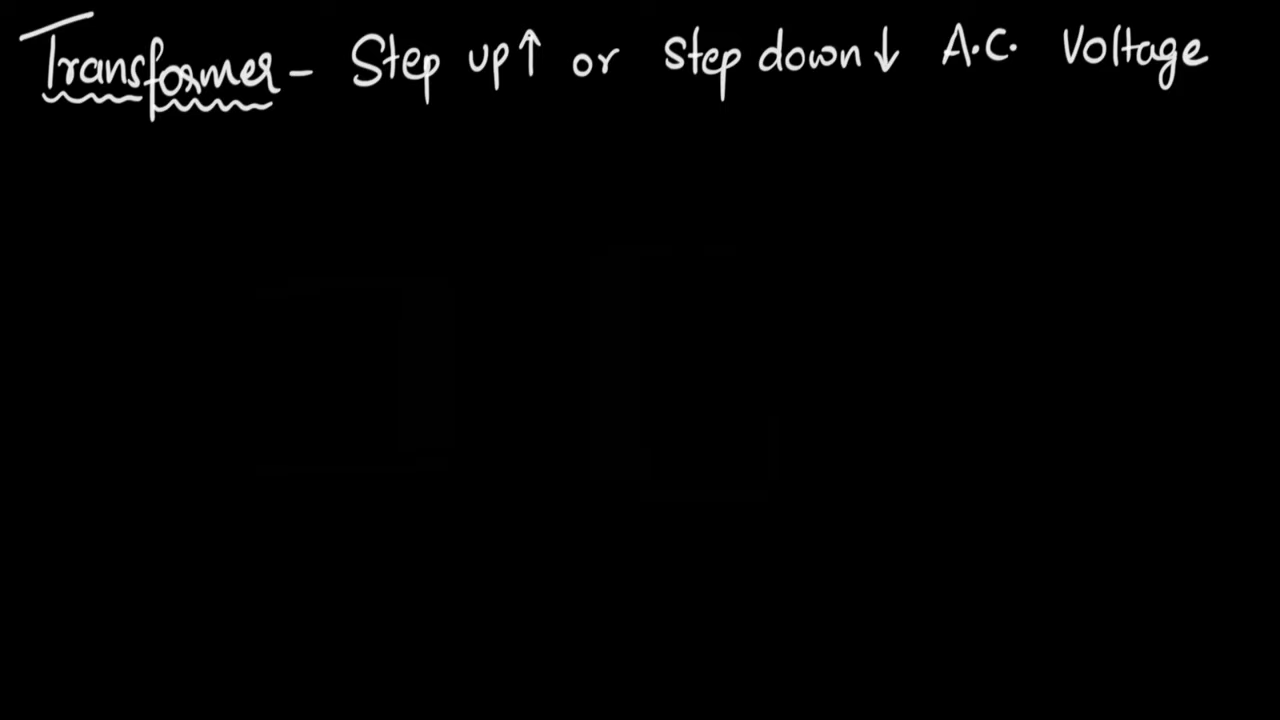 Transformer - Step up↑ or Step down↓ A.C. Voltage